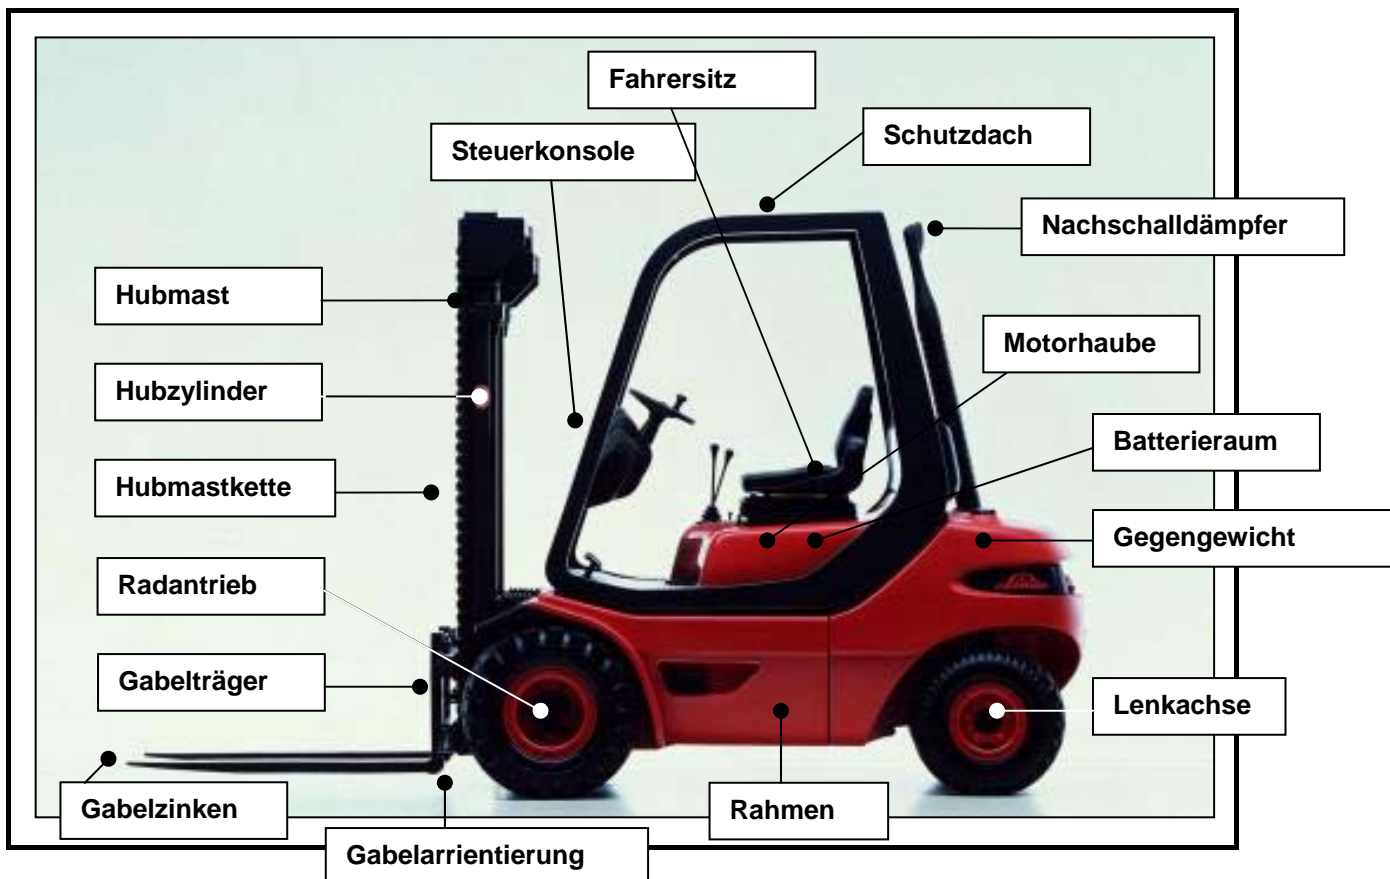 Fahrersitz
Schutzdach
Steuerkonsole
Nachschalldämpfer
Hubmast
Motorhaube
Hubzylinder
Batterieraum
Hubmastkette
Gegengewicht
Radantrieb
Gabelträger
Lenkachse
Gabelzinken
Rahmen
Gabelarrientierung